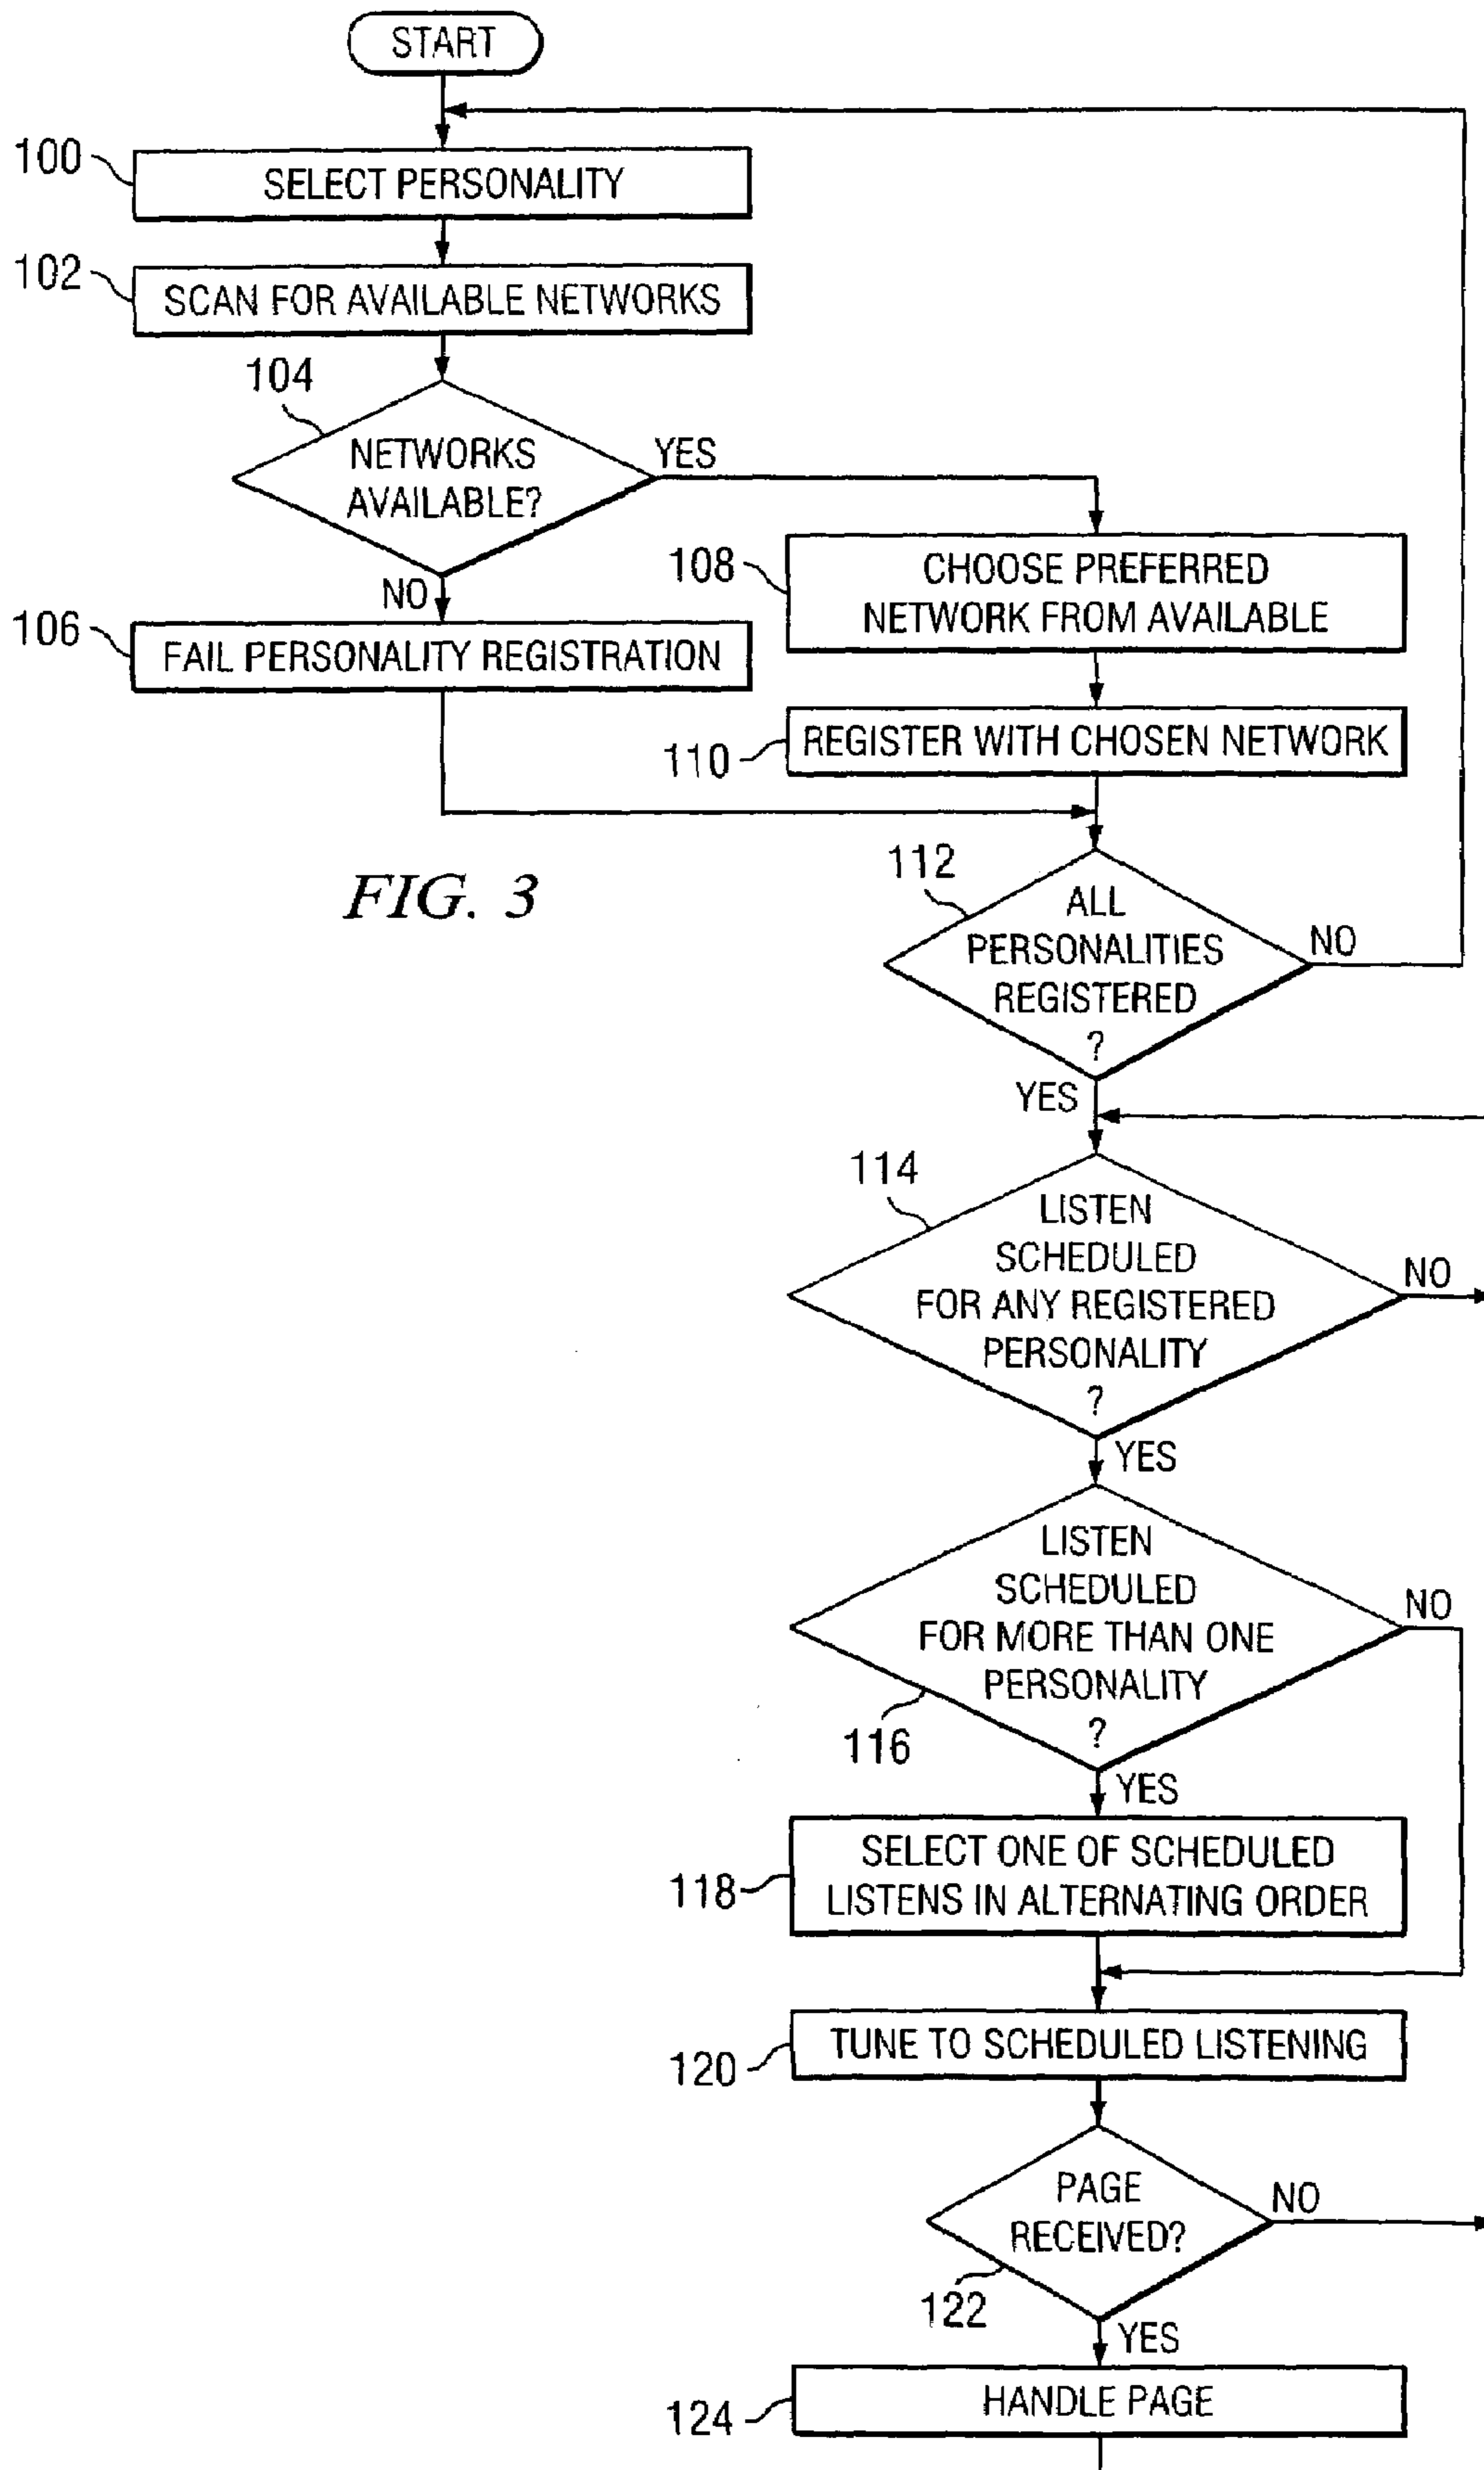 START
100
SELECT PERSONALITY
102
SCAN FOR AVAILABLE NETWORKS
104
NETWORKS
AVAILABLE?
YES
NO
106
FAIL PERSONALITY REGISTRATION
108
CHOOSE PREFERRED
NETWORK FROM AVAILABLE
110
REGISTER WITH CHOSEN NETWORK
FIG. 3
112
ALL
PERSONALITIES
REGISTERED
?
NO
YES
114
LISTEN
SCHEDULED
FOR ANY REGISTERED
PERSONALITY
?
NO
YES
LISTEN
SCHEDULED
FOR MORE THAN ONE
PERSONALITY
?
NO
116
YES
118
SELECT ONE OF SCHEDULED
LISTENS IN ALTERNATING ORDER
120
TUNE TO SCHEDULED LISTENING
PAGE
RECEIVED?
NO
122
YES
124
HANDLE PAGE